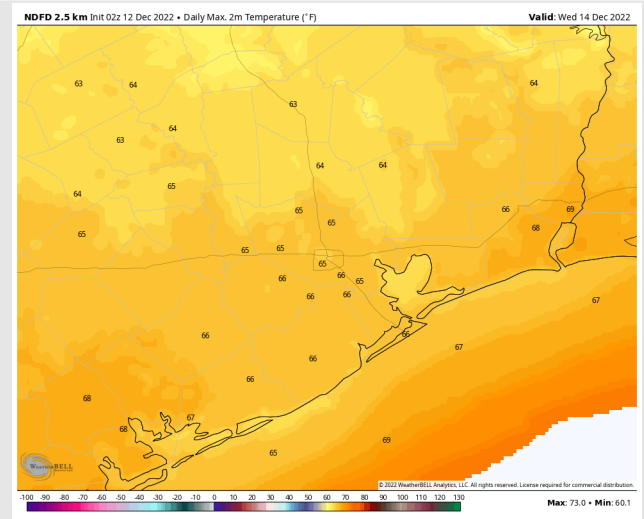 NDFD 2.5 km Init 02z 12 Dec 2022 • Daily Max. 2m Temperature (°F) Valid: Wed 14 Dec 2022
63 64 64
63
64
63
64 64
64 65
65 66 69
65 68
65
65 65
65
66 66 65
66 66 67
66 66
67
66
66
68 67
68 69
65
WEATHERBELL
© 2022 WeatherBELL Analytics, LLC. All rights reserved. License required for commercial distribution.
-100 -90 -80 -70 -60 -50 -40 -30 -20 -10 0 10 20 30 40 50 60 70 80 90 100 110 120 130
Max: 73.0 • Min: 60.1